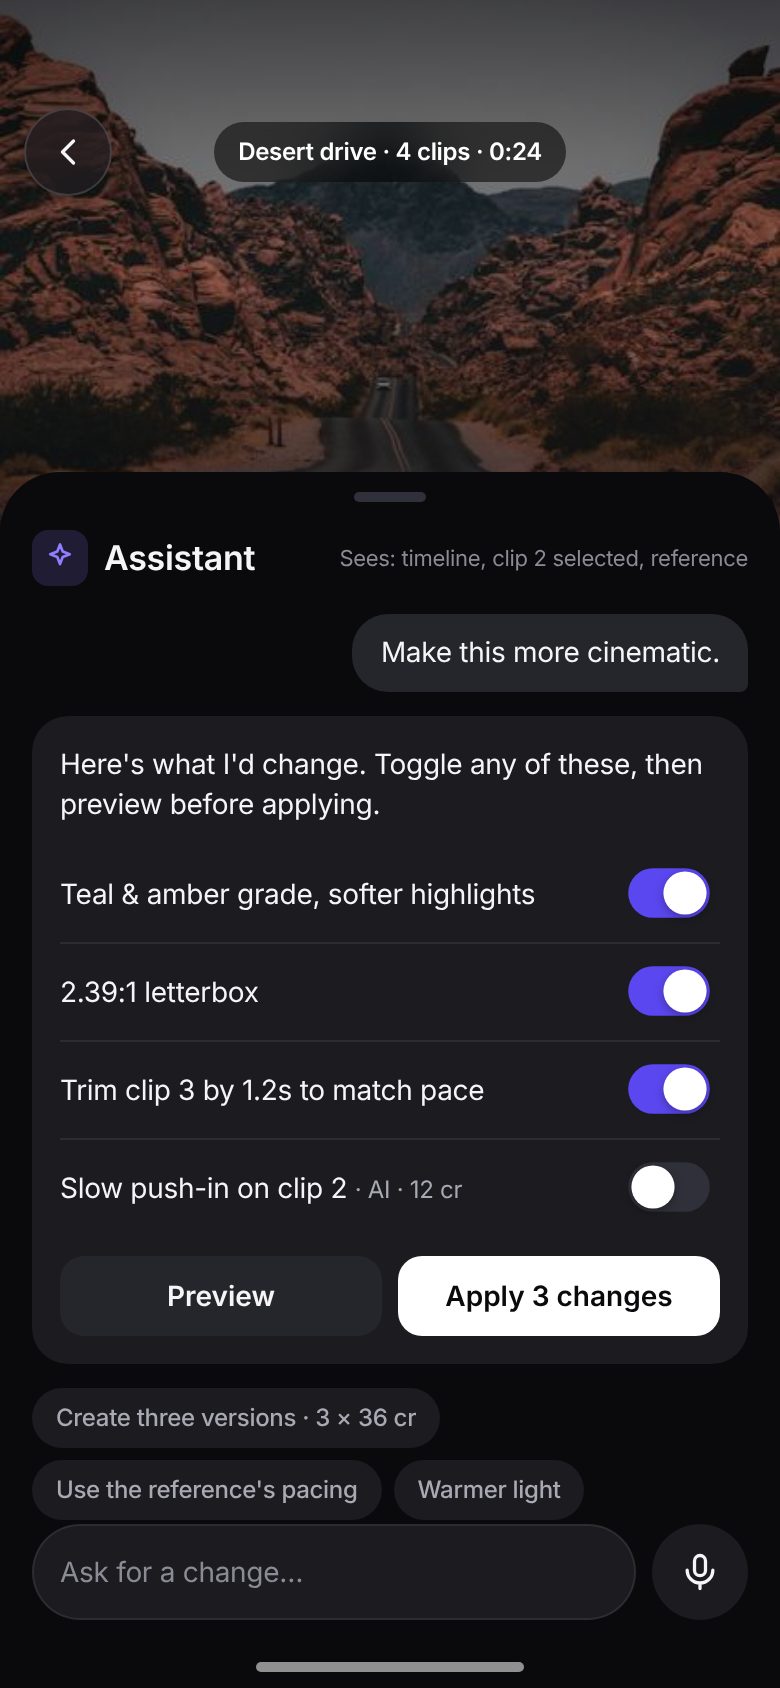 Desert drive · 4 clips · 0:24
Assistant
Sees: timeline, clip 2 selected, reference
Make this more cinematic.
Here's what I'd change. Toggle any of these, then
preview before applying.
Teal & amber grade, softer highlights
2.39:1 letterbox
Trim clip 3 by 1.2s to match pace
Slow push-in on clip 2 · AI · 12 cr
Preview
Apply 3 changes
Create three versions · 3 × 36 cr
Use the reference's pacing
Warmer light
Ask for a change...